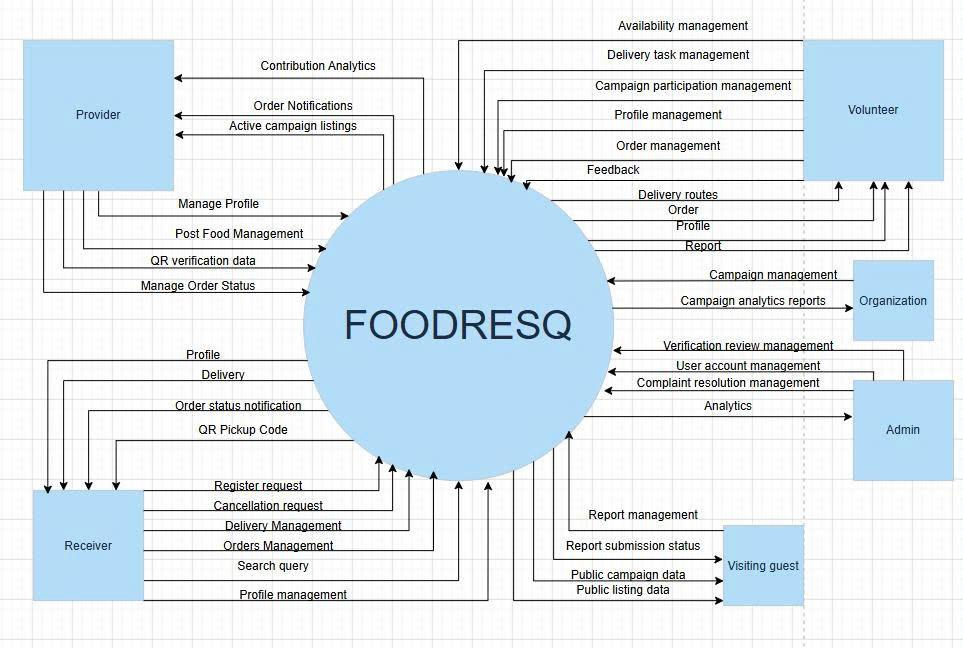 Availability management
Delivery task management
Contribution Analytics
Campaign participation management
Order Notifications
Provider
Volunteer
Profile management
Active campaign listings
Order management
Feedback
Delivery routes
Manage Profile
Order
Profile
Post Food Management
Report
QR verification data
Campaign management
Manage Order Status
Campaign analytics reports
Organization
FOODRESQ
Verification review management
Profile
User account management
Delivery
Complaint resolution management
Order status notification
Analytics
QR Pickup Code
Admin
Register request
Cancellation request
Report management
Delivery Management
Receiver
Orders Management
Report submission status
Search query
Visiting guest
Public campaign data
Public listing data
Profile management